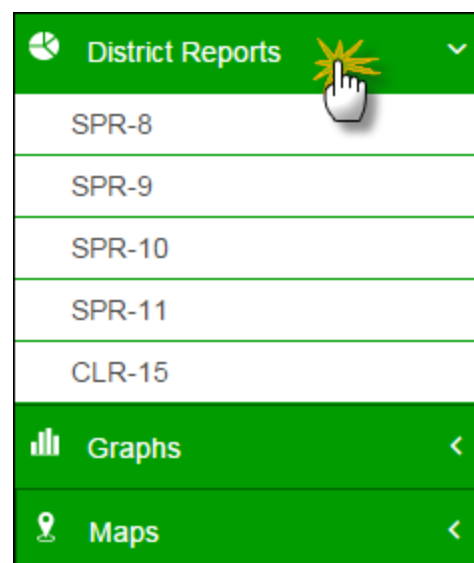 District Reports
SPR-8
SPR-9
SPR-10
SPR-11
CLR-15
Graphs
Maps